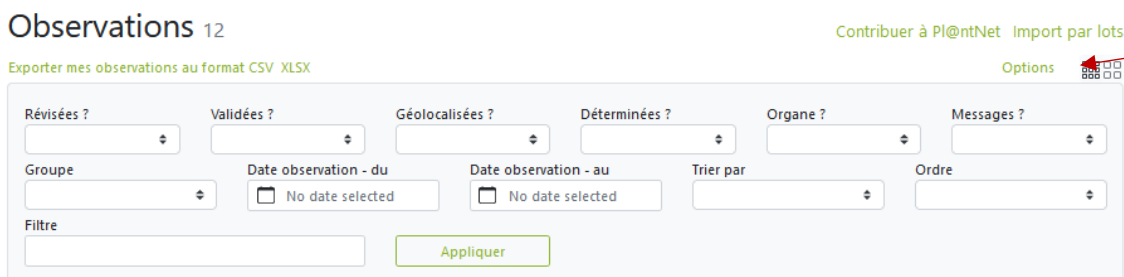 Observations 12
Contribuer à Pl@ntNet Import par lots
Exporter mes observations au format CSV XLSX
Options
Révisées ? Validées ? Géolocalisées ? Déterminées ? Organe ? Messages ?
Groupe Date observation - du Date observation - au Trier par Ordre
No date selected No date selected
Filtre
Appliquer